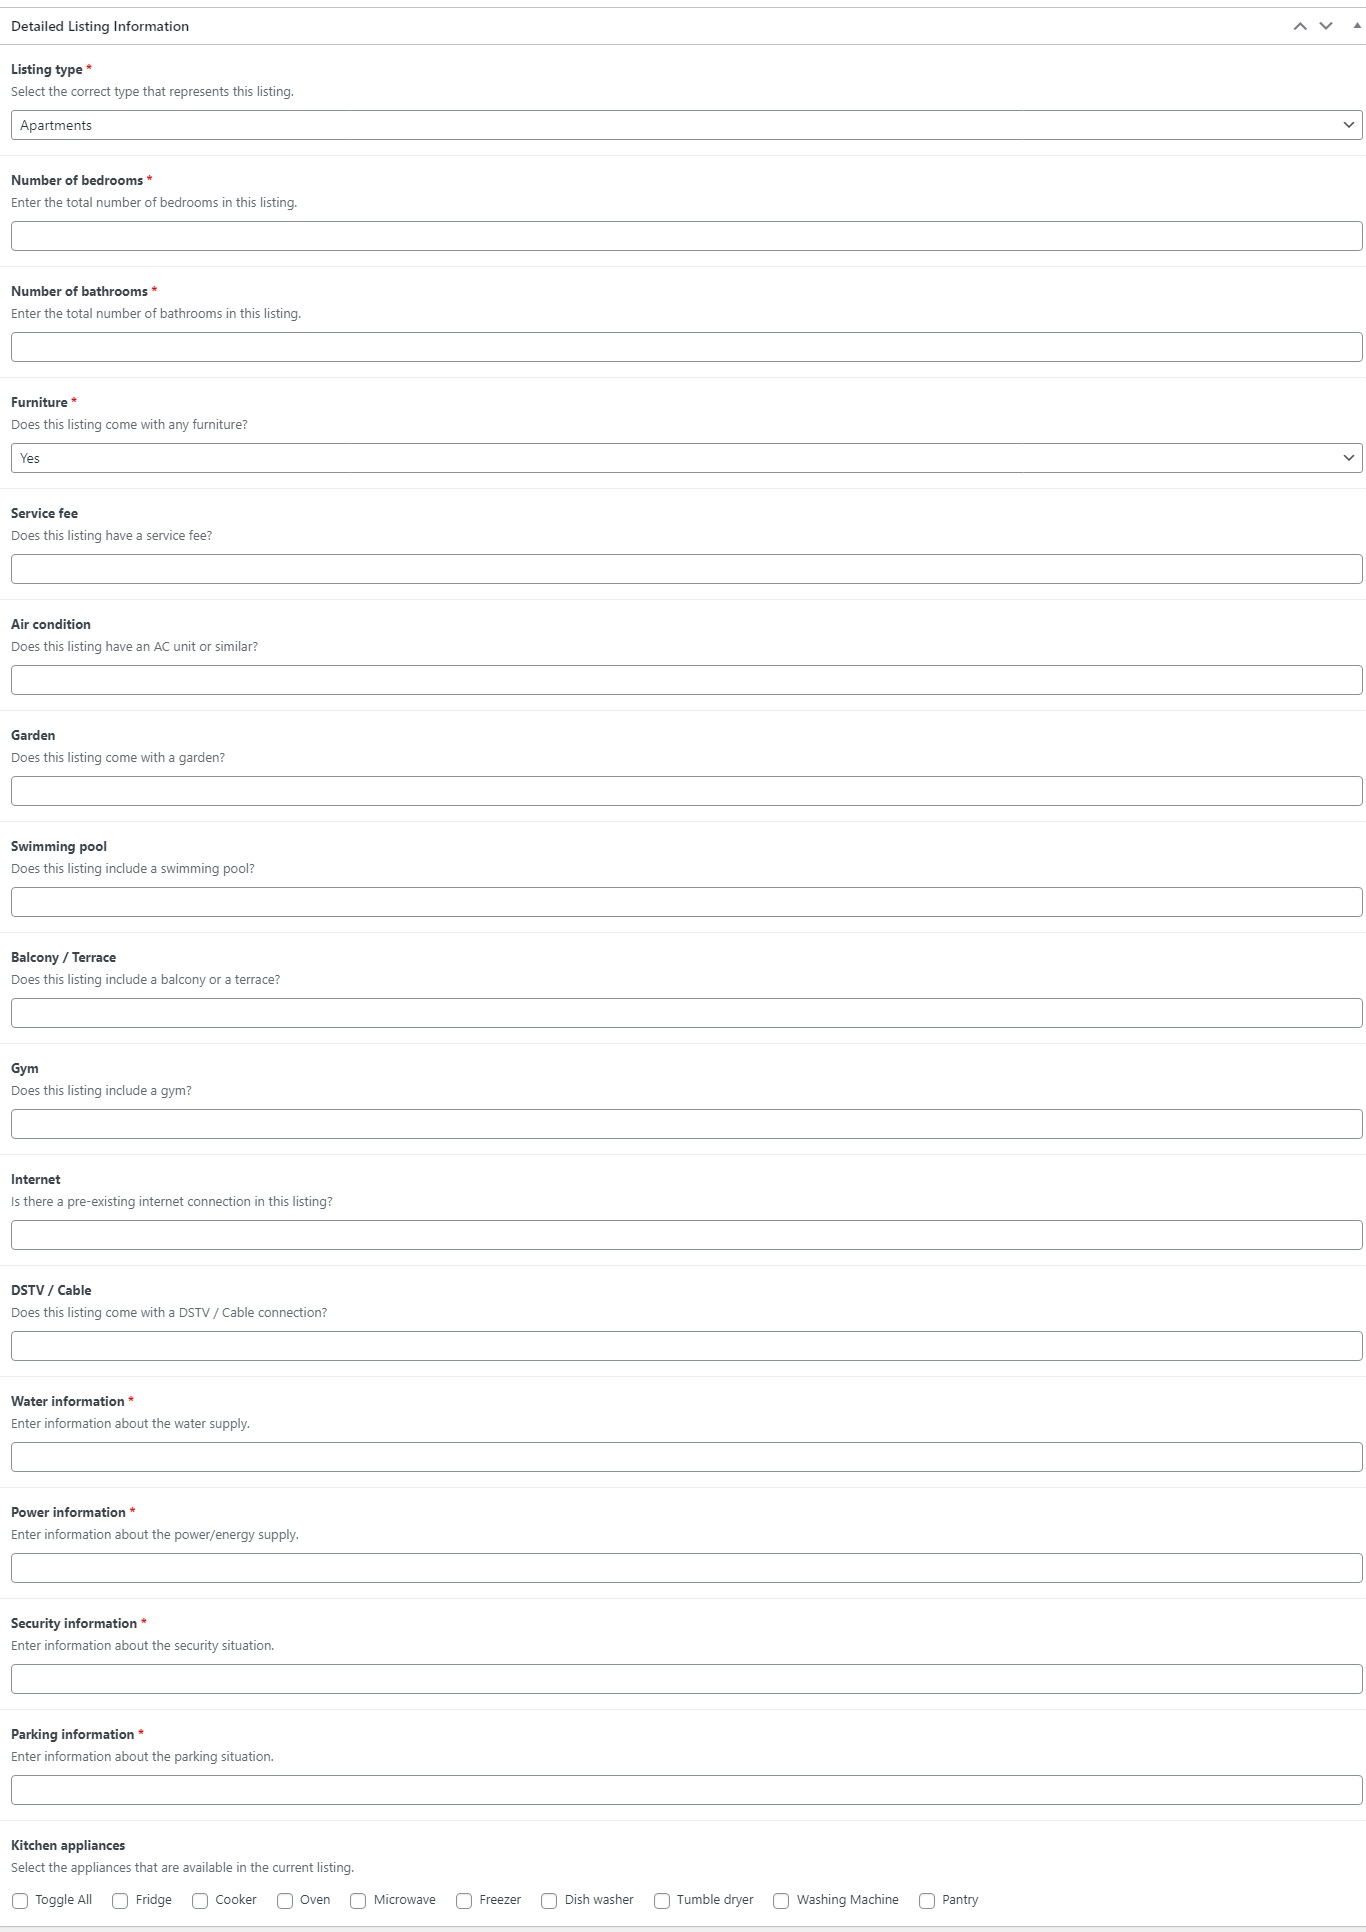 Detailed Listing Information
Listing type *
Select the correct type that represents this listing.
Apartments
Number of bedrooms *
Enter the total number of bedrooms in this listing.
Number of bathrooms *
Enter the total number of bathrooms in this listing.
Furniture *
Does this listing come with any furniture?
Yes
Service fee
Does this listing have a service fee?
Air condition
Does this listing have an AC unit or similar?
Garden
Does this listing come with a garden?
Swimming pool
Does this listing include a swimming pool?
Balcony / Terrace
Does this listing include a balcony or a terrace?
Gym
Does this listing include a gym?
Internet
Is there a pre-existing internet connection in this listing?
DSTV / Cable
Does this listing come with a DSTV / Cable connection?
Water information *
Enter information about the water supply.
Power information *
Enter information about the power/energy supply.
Security information *
Enter information about the security situation.
Parking information *
Enter information about the parking situation.
Kitchen appliances
Select the appliances that are available in the current listing.
Toggle All Fridge Cooker Oven Microwave Freezer Dish washer Tumble dryer Washing Machine Pantry